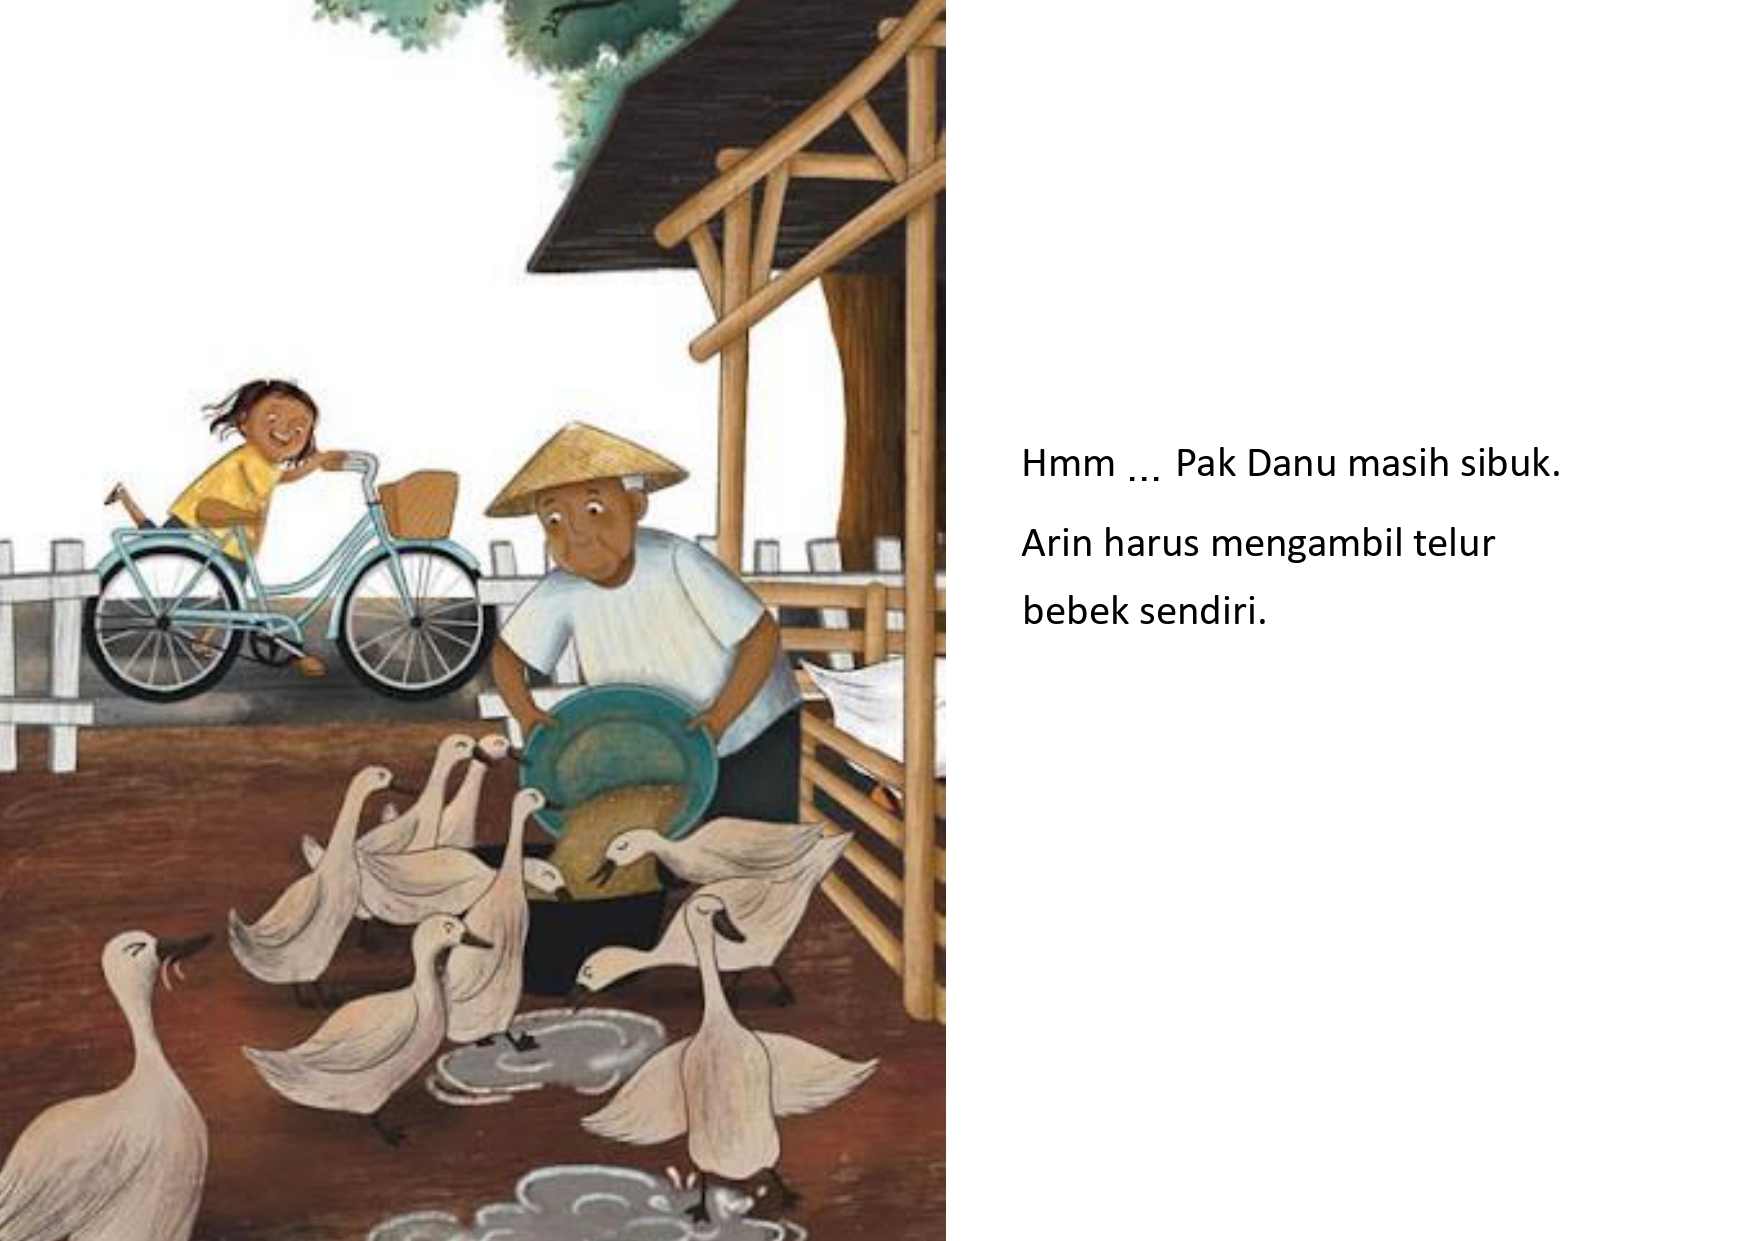 Hmm ... Pak Danu masih sibuk.
Arin harus mengambil telur
bebek sendiri.